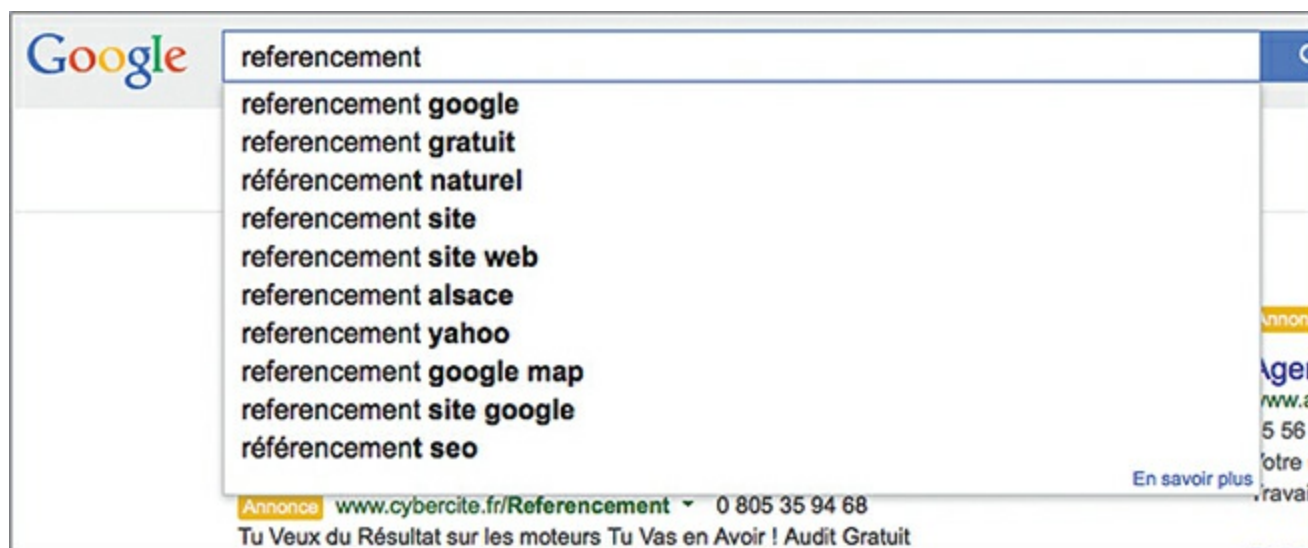 Google
referencement
referencement google
referencement gratuit
référencement naturel
referencement site
referencement site web
referencement alsace
referencement yahoo
referencement google map
referencement site google
référencement seo
En savoir plus
Annonce www.cybercite.fr/Referencement 0 805 35 94 68
Tu Veux du Résultat sur les moteurs Tu Vas en Avoir ! Audit Gratuit
5 56